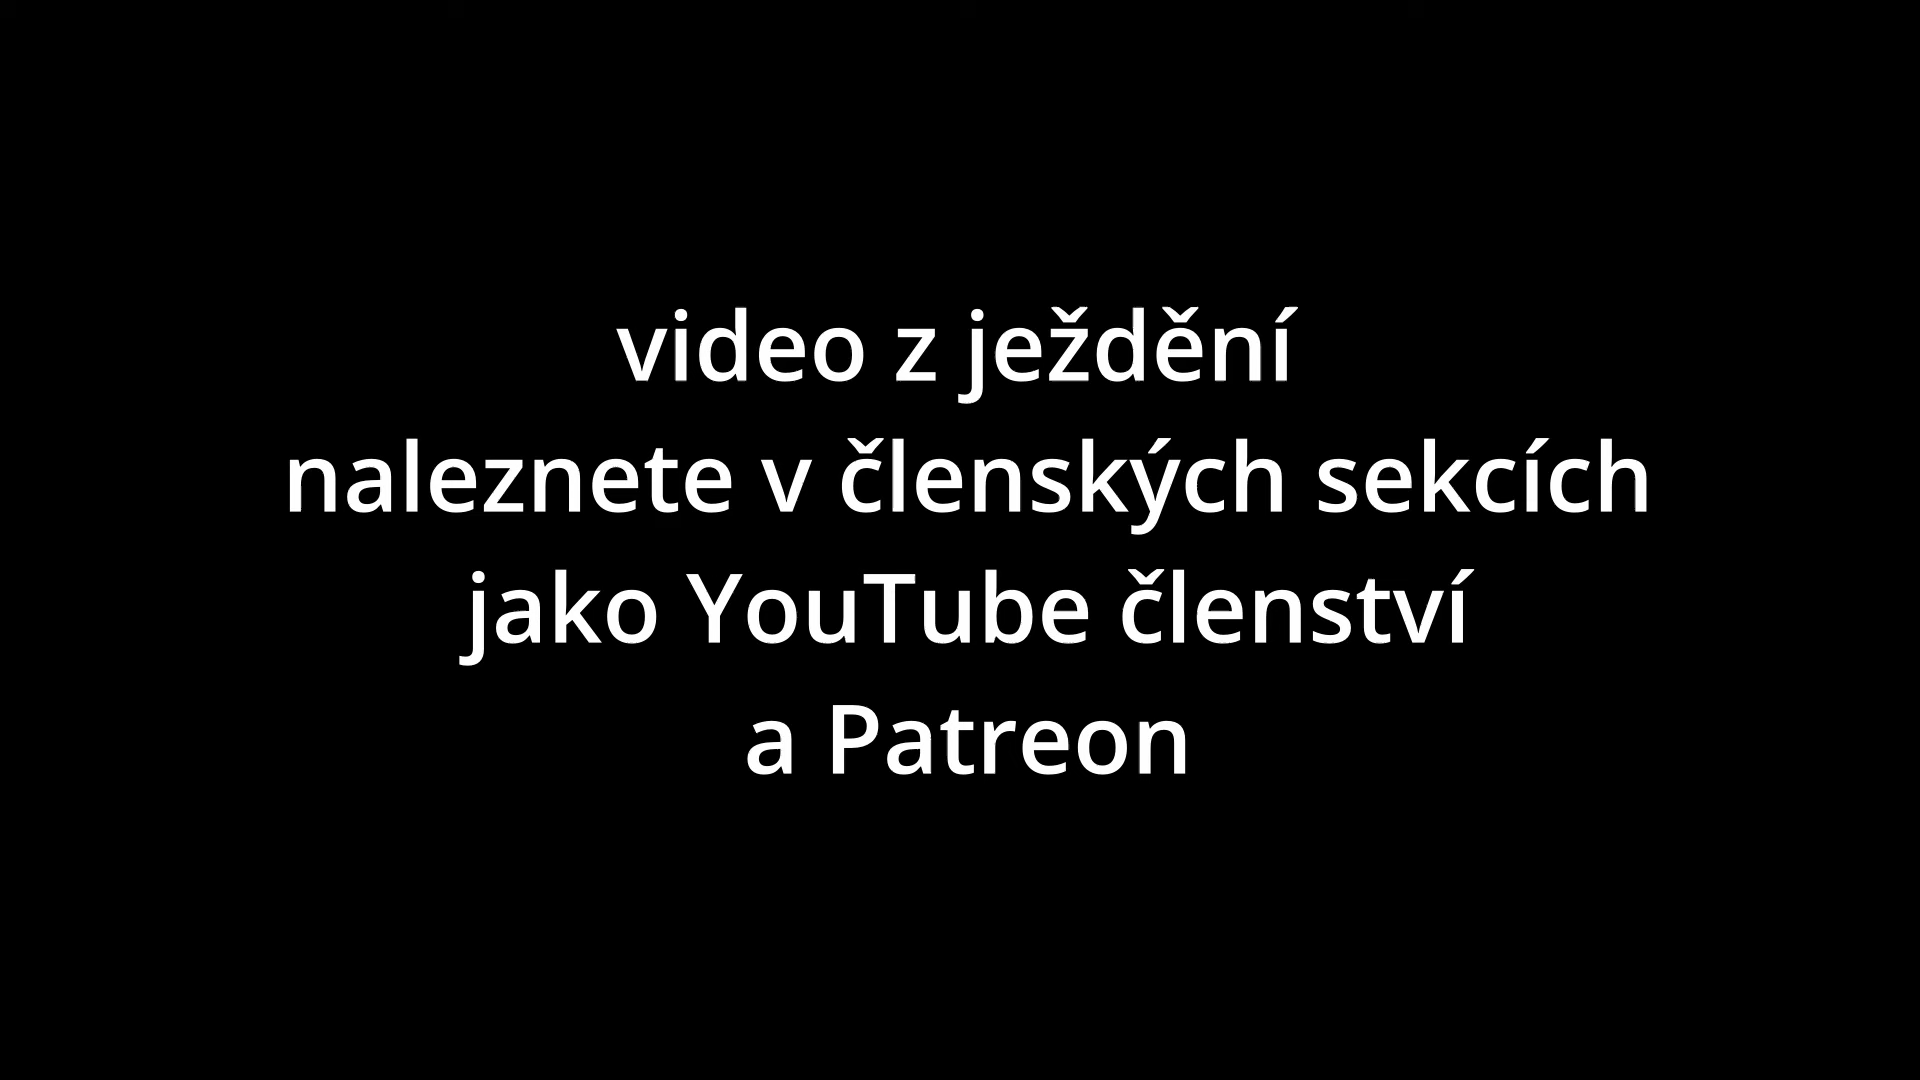 video z ježdění
naleznete v členských sekcích
jako YouTube členství
a Patreon